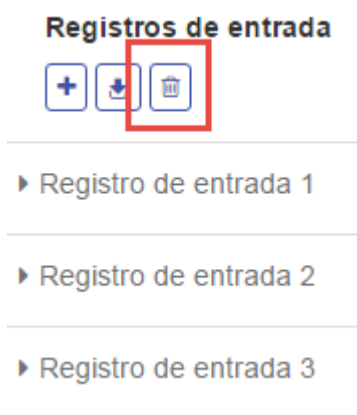 Registros de entrada
Registro de entrada 1
Registro de entrada 2
Registro de entrada 3